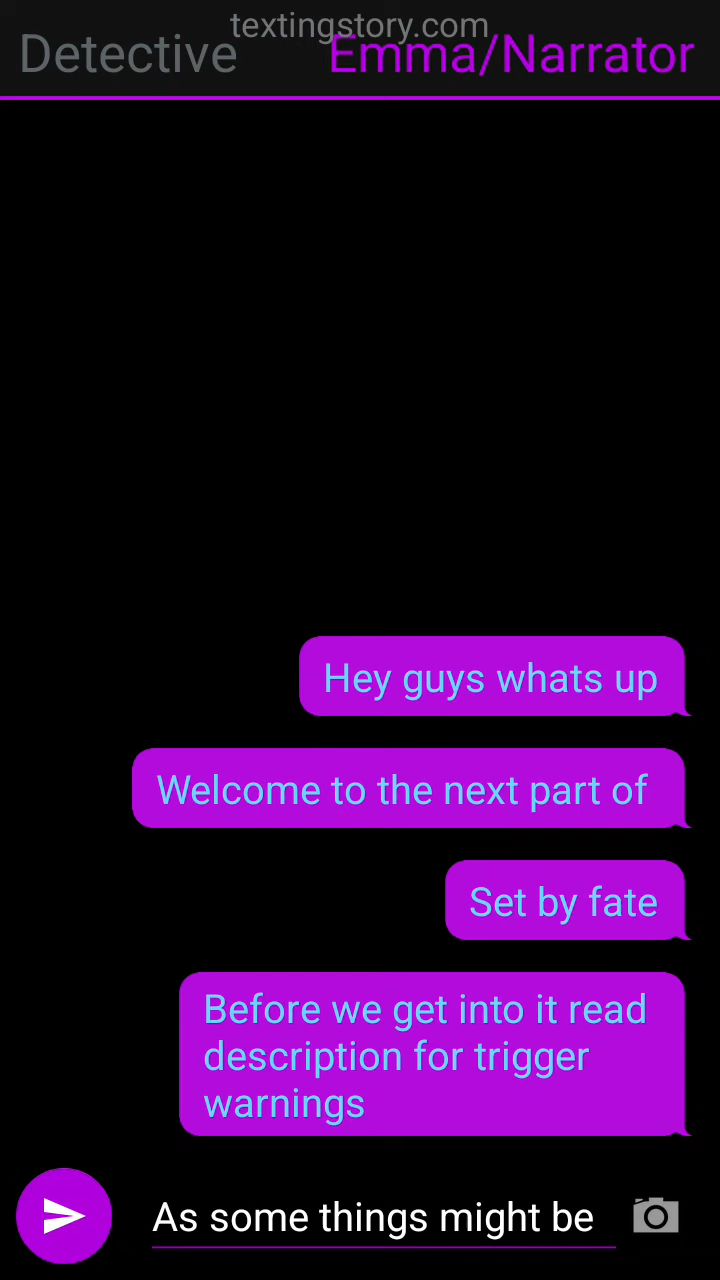 textingstory.com
Detective Emma/Narrator
Hey guys whats up
Welcome to the next part of
Set by fate
Before we get into it read
description for trigger
warnings
As some things might be